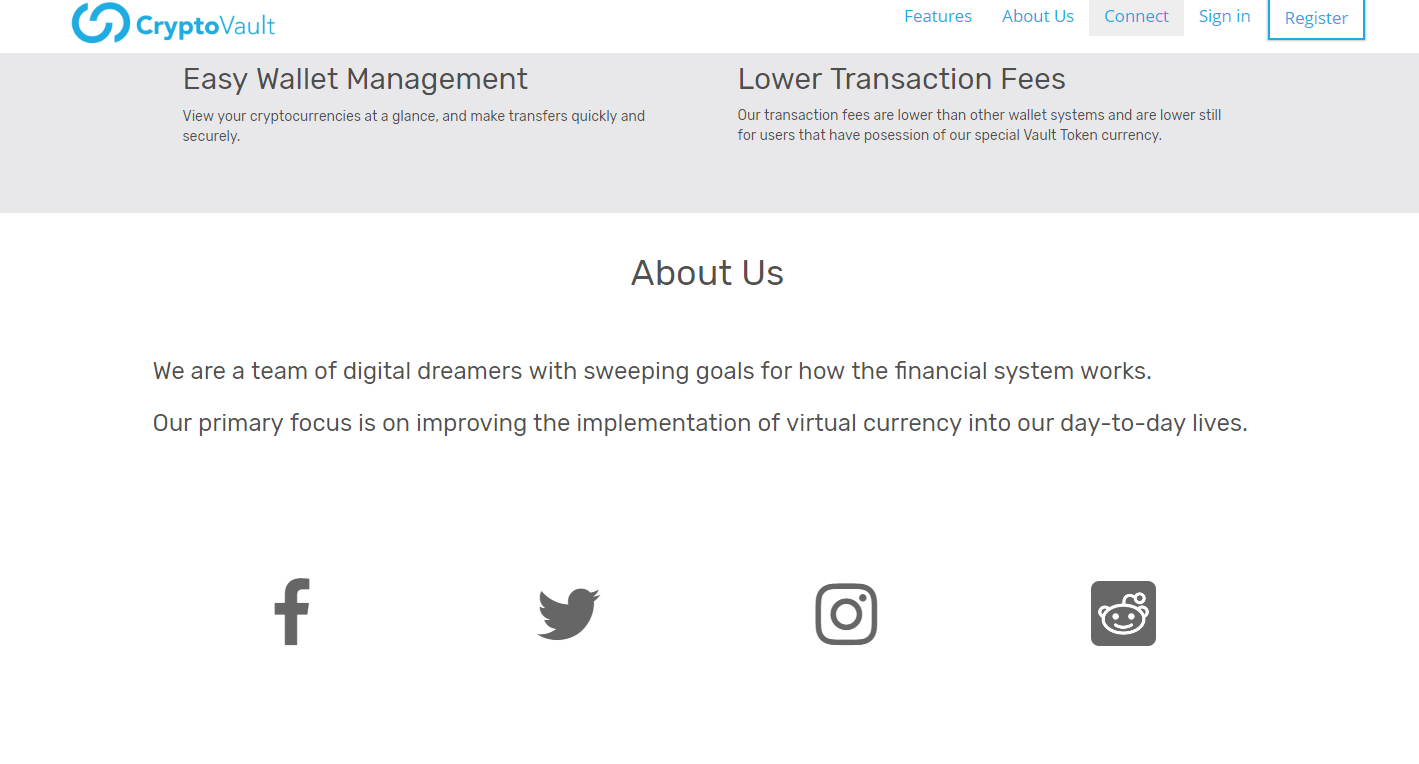 CryptoVault
Features About Us Connect Sign in Register
Easy Wallet Management
View your cryptocurrencies at a glance, and make transfers quickly and
securely.
Lower Transaction Fees
Our transaction fees are lower than other wallet systems and are lower still
for users that have posession of our special Vault Token currency.
About Us
We are a team of digital dreamers with sweeping goals for how the financial system works.
Our primary focus is on improving the implementation of virtual currency into our day-to-day lives.